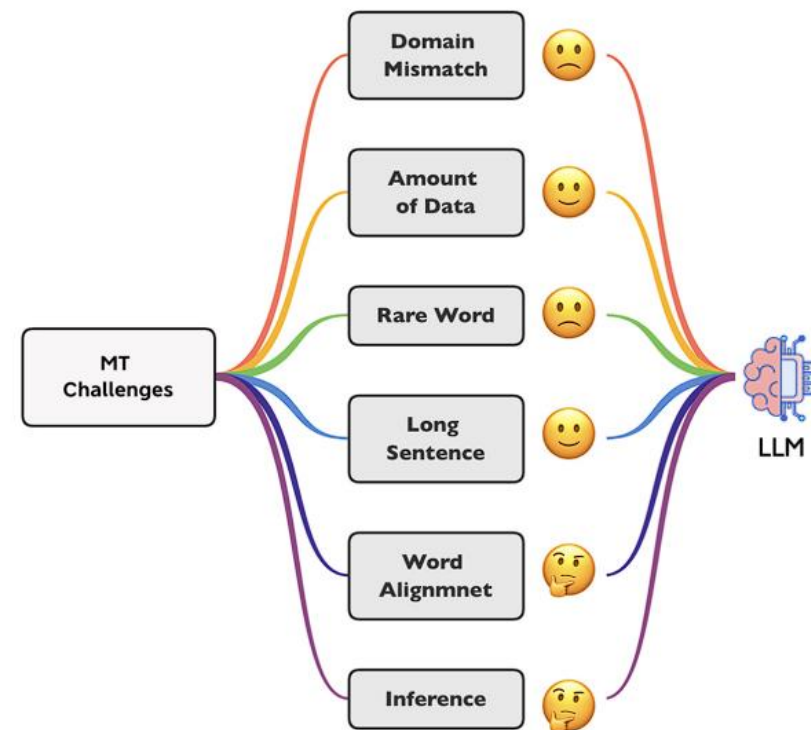 Domain
Mismatch
Amount
of Data
Rare Word
MT
Challenges
Long
Sentence
LLM
Word
Alignmnet
Inference